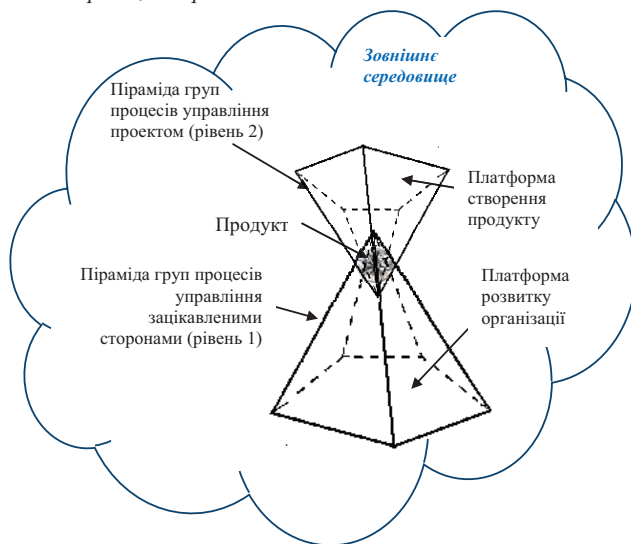 Зовнішнє
середовище
Піраміда груп
процесів управління
проектом (рівень 2)
Платформа
створення
продукту
Продукт
Піраміда груп процесів
управління
зацікавленими
сторонами (рівень 1)
Платформа
розвитку
організації